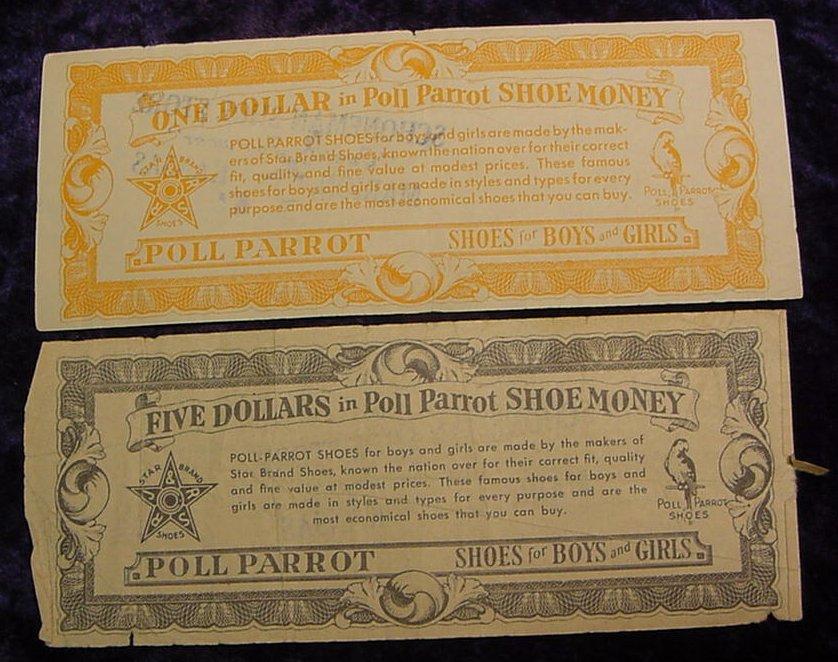 ONE DOLLAR in Poll Parrot SHOE MONEY
POLL PARROT SHOES for boys and girls are made by the mak-
ers of Star Brand Shoes, known the nation over for their correct
fit, quality and fine value at modest prices. These famous
shoes for boys and girls are made in styles and types for every
purpose and are the most economical shoes that you can buy.
STAR BRAND
SHOES
POLL PARROT
SHOES
POLL PARROT SHOES for BOYS and GIRLS
FIVE DOLLARS in Poll Parrot SHOE MONEY
POLL-PARROT SHOES for boys and girls are made by the makers of
Star Brand Shoes, known the nation over for their correct fit, quality
and fine value at modest prices. These famous shoes for boys and
girls are made in styles and types for every purpose and are the
most economical shoes that you can buy.
STAR BRAND
SHOES
POLL PARROT
SHOES
POLL PARROT SHOES for BOYS and GIRLS